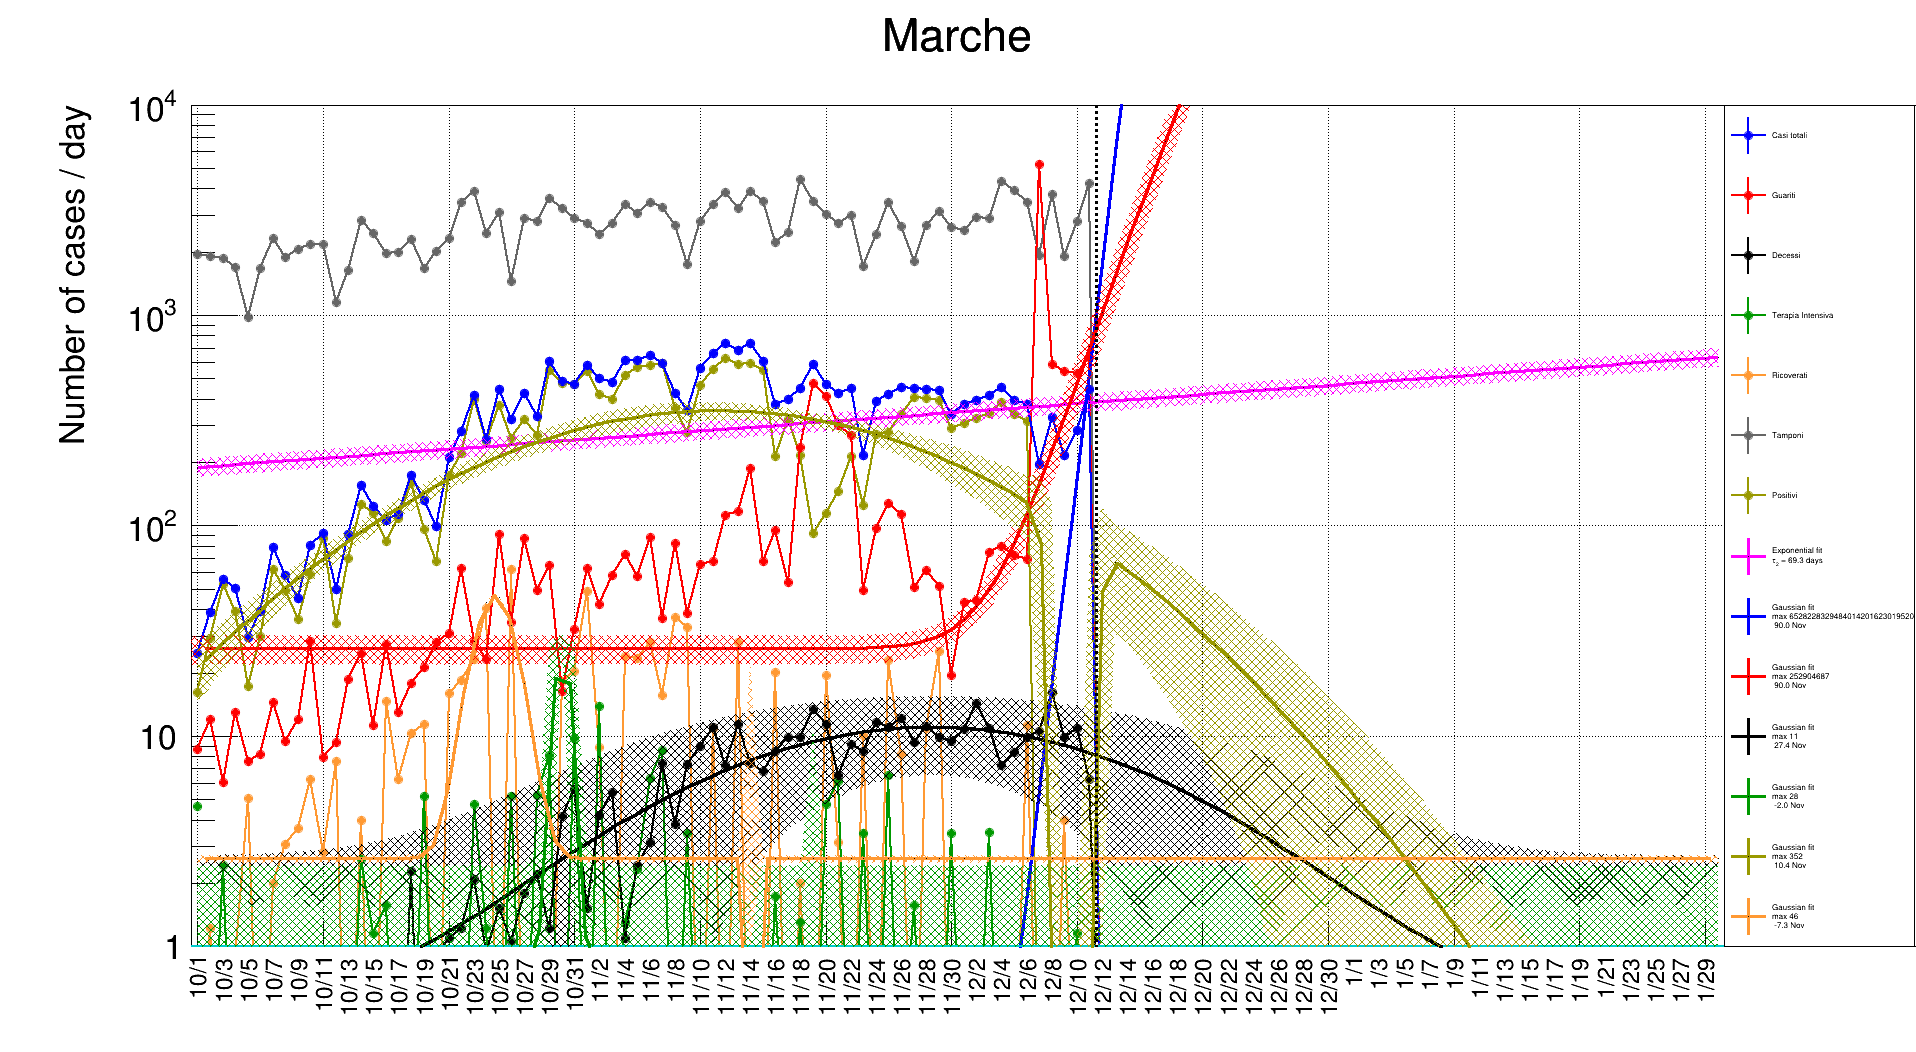 Marche
Number of cases / day
10^4
10^3
10^2
10
1
10/1
10/3
10/5
10/7
10/9
10/11
10/13
10/15
10/17
10/19
10/21
10/23
10/25
10/27
10/29
10/31
11/2
11/4
11/6
11/8
11/10
11/12
11/14
11/16
11/18
11/20
11/22
11/24
11/26
11/28
11/30
12/2
12/4
12/6
12/8
12/10
12/12
12/14
12/16
12/18
12/20
12/22
12/24
12/26
12/28
12/30
1/1
1/3
1/5
1/7
1/9
1/11
1/13
1/15
1/17
1/19
1/21
1/23
1/25
1/27
1/29
Casi totali
Guariti
Decessi
Terapia Intensiva
Ricoverati
Tamponi
Positivi
Exponential fit
τ2 = 69.3 days
Gaussian fit
max 6528228329484014201623019520
90.0 Nov
Gaussian fit
max 252904687
90.0 Nov
Gaussian fit
max 11
27.4 Nov
Gaussian fit
max 28
-2.0 Nov
Gaussian fit
max 352
10.4 Nov
Gaussian fit
max 46
-7.3 Nov